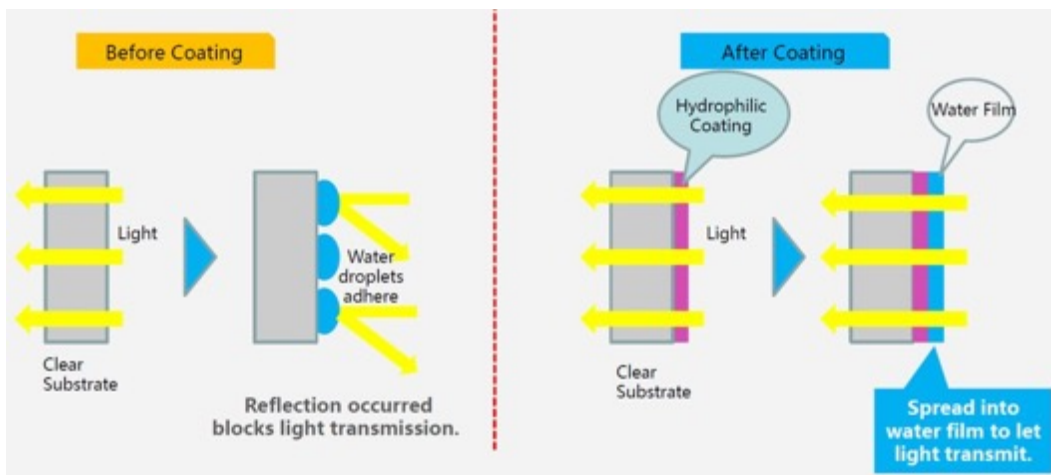 Before Coating
Light
Water
droplets
adhere
Clear
Substrate
Reflection occurred
blocks light transmission.
After Coating
Hydrophilic
Coating
Water Film
Light
Clear
Substrate
Spread into
water film to let
light transmit.